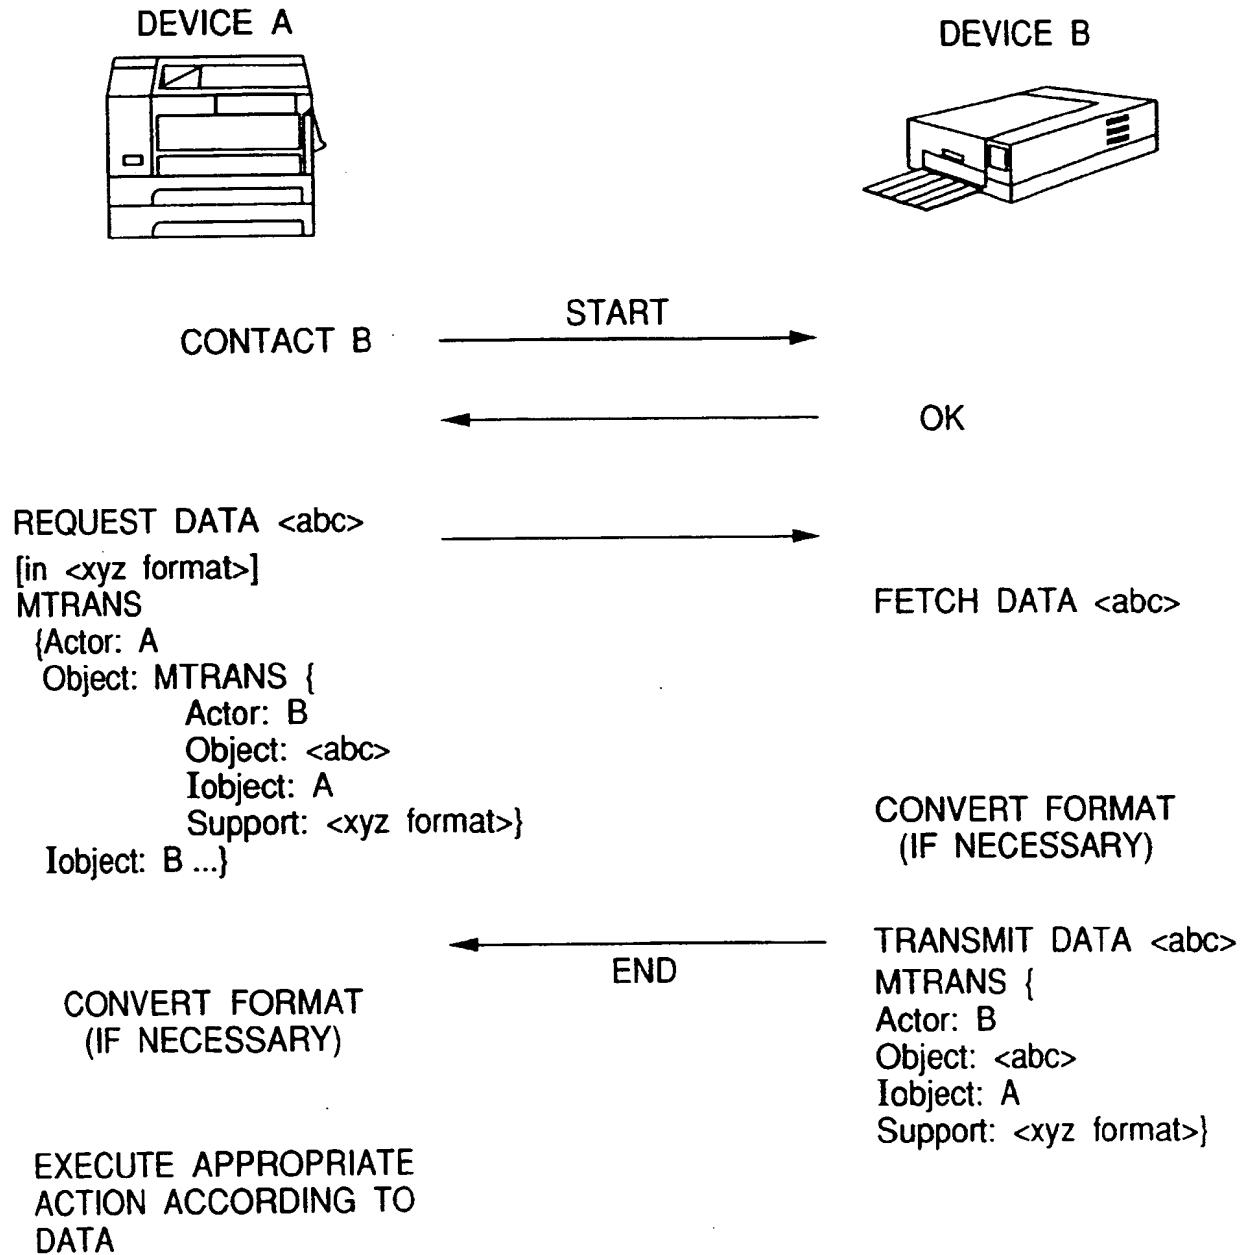 DEVICE A
DEVICE B
START
CONTACT B
OK
REQUEST DATA <abc>
[in <xyz format>]
MTRANS
{Actor: A
Object: MTRANS {
Actor: B
Object: <abc>
Iobject: A
Support: <xyz format>}
Iobject: B ...}
FETCH DATA <abc>
CONVERT FORMAT
(IF NECESSARY)
TRANSMIT DATA <abc>
END
MTRANS {
Actor: B
Object: <abc>
Iobject: A
Support: <xyz format>}
CONVERT FORMAT
(IF NECESSARY)
EXECUTE APPROPRIATE
ACTION ACCORDING TO
DATA